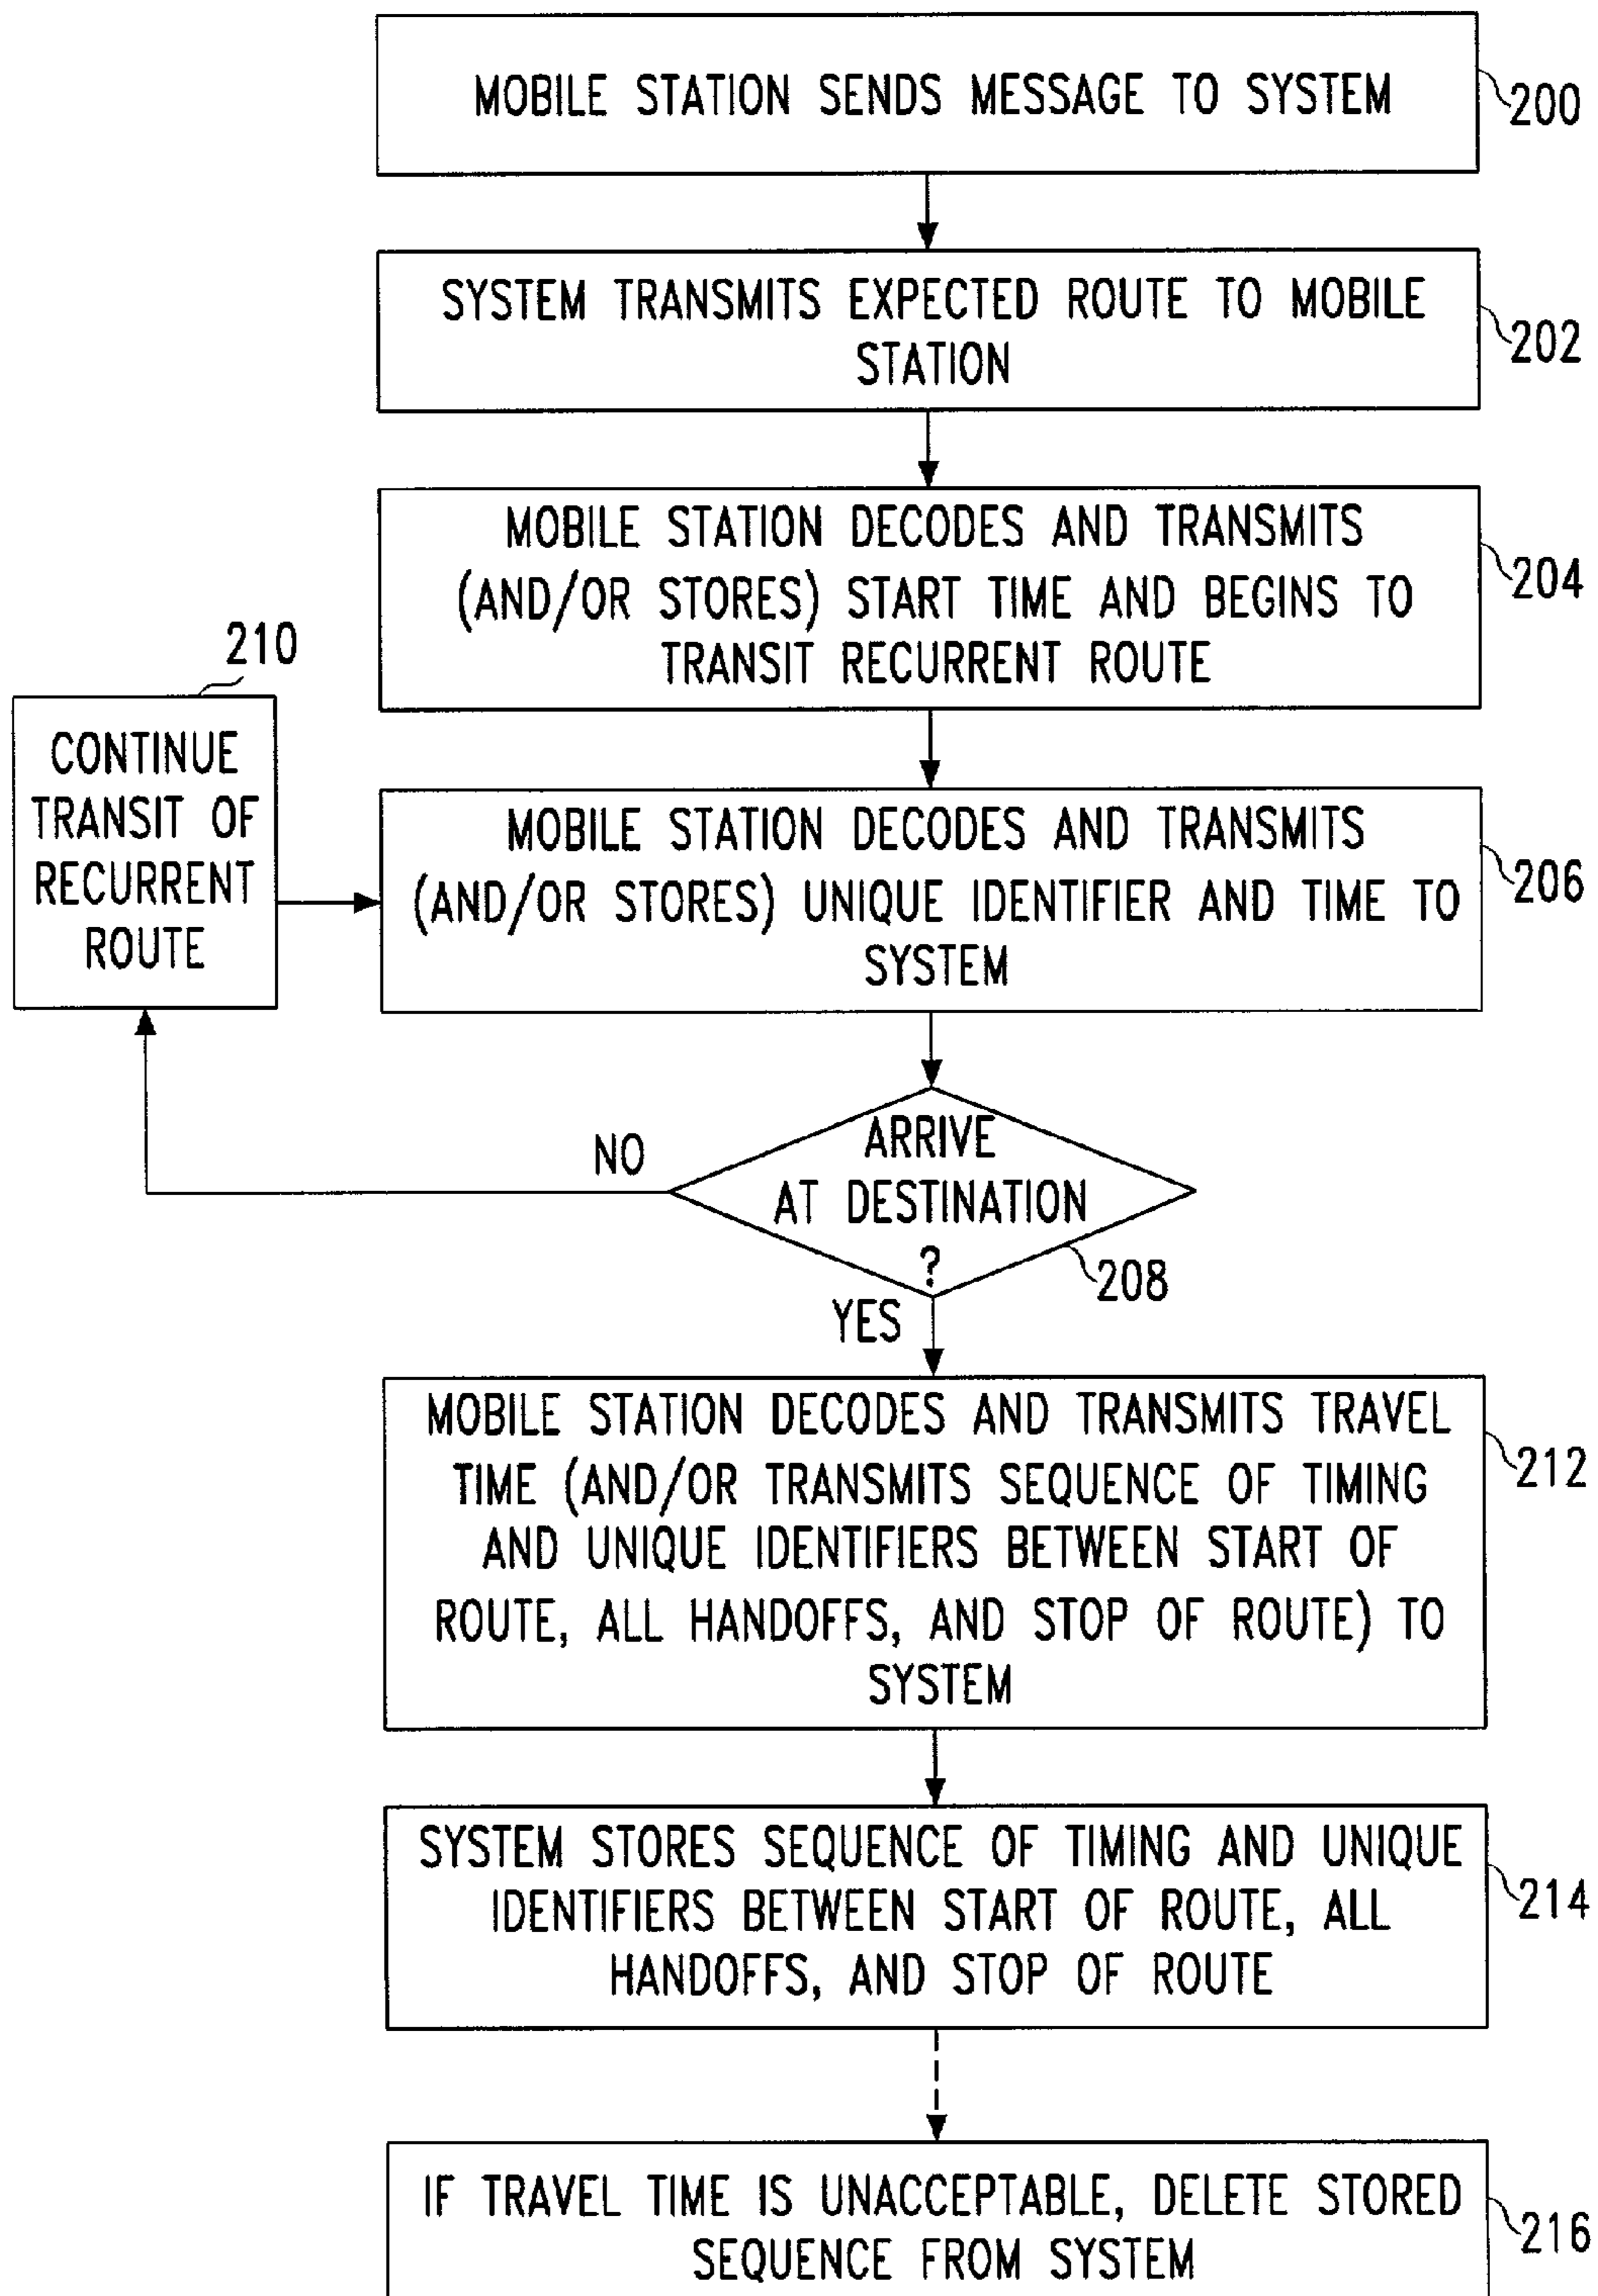 MOBILE STATION SENDS MESSAGE TO SYSTEM
200
SYSTEM TRANSMITS EXPECTED ROUTE TO MOBILE
STATION
202
MOBILE STATION DECODES AND TRANSMITS
(AND/OR STORES) START TIME AND BEGINS TO
TRANSIT RECURRENT ROUTE
204
210
CONTINUE
TRANSIT OF
RECURRENT
ROUTE
MOBILE STATION DECODES AND TRANSMITS
(AND/OR STORES) UNIQUE IDENTIFIER AND TIME TO
SYSTEM
206
ARRIVE
AT DESTINATION
?
208
NO
YES
MOBILE STATION DECODES AND TRANSMITS TRAVEL
TIME (AND/OR TRANSMITS SEQUENCE OF TIMING
AND UNIQUE IDENTIFIERS BETWEEN START OF
ROUTE, ALL HANDOFFS, AND STOP OF ROUTE) TO
SYSTEM
212
SYSTEM STORES SEQUENCE OF TIMING AND UNIQUE
IDENTIFIERS BETWEEN START OF ROUTE, ALL
HANDOFFS, AND STOP OF ROUTE
214
IF TRAVEL TIME IS UNACCEPTABLE, DELETE STORED
SEQUENCE FROM SYSTEM
216